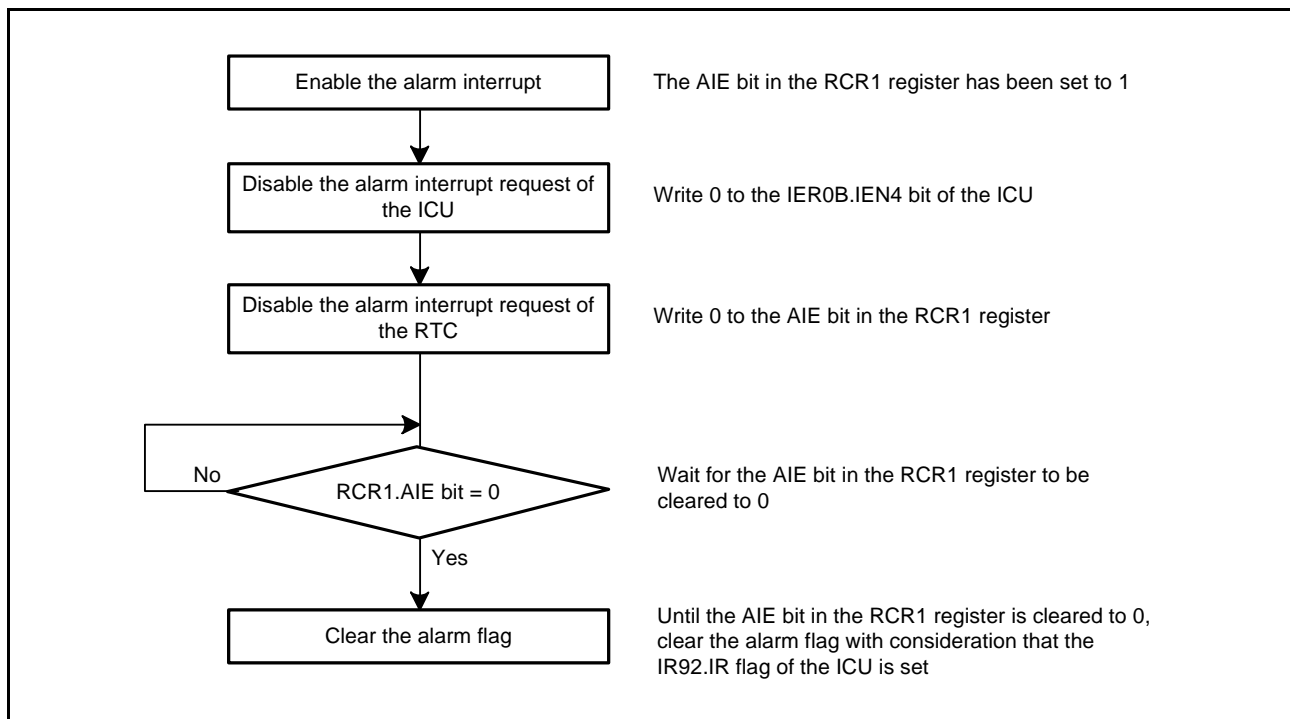 Enable the alarm interrupt
The AIE bit in the RCR1 register has been set to 1
Disable the alarm interrupt request of
the ICU
Write 0 to the IER0B.IEN4 bit of the ICU
Disable the alarm interrupt request of
the RTC
Write 0 to the AIE bit in the RCR1 register
No
RCR1.AIE bit = 0
Wait for the AIE bit in the RCR1 register to be
cleared to 0
Yes
Clear the alarm flag
Until the AIE bit in the RCR1 register is cleared to 0,
clear the alarm flag with consideration that the
IR92.IR flag of the ICU is set